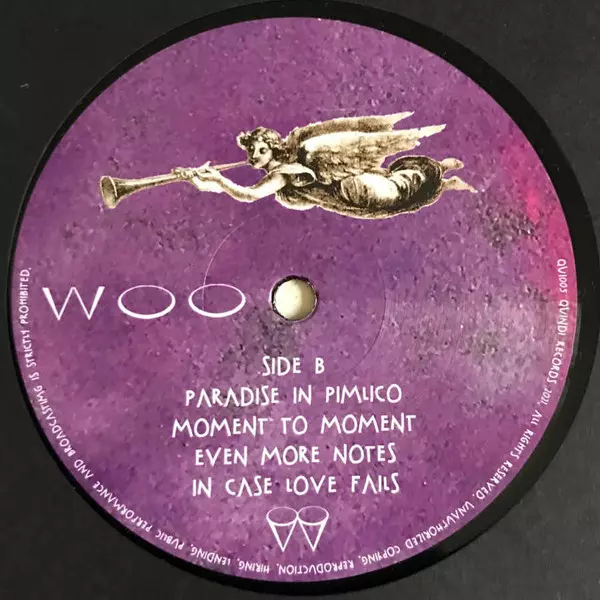 WOO
SIDE B
PARADISE IN PIMLICO
MOMENT TO MOMENT
EVEN MORE NOTES
IN CASE LOVE FAILS
QUI005 QUINDI RECORDS 2021. ALL RIGHTS RESERVED. UNAUTHORIZED COPYING, REPRODUCTION, HIRING, LENDING, PUBLIC PERFORMANCE AND BROADCASTING IS STRICTLY PROHIBITED.